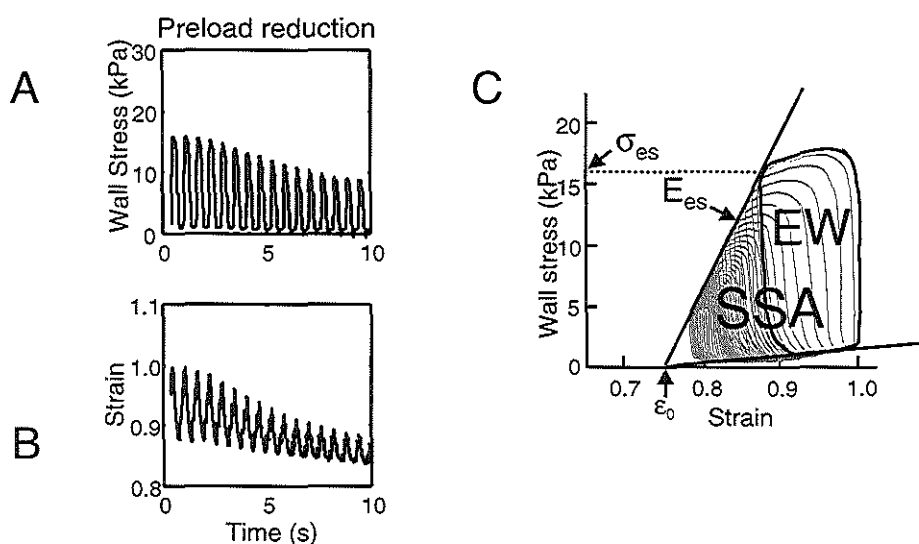 Preload reduction
A
Wall Stress (kPa)
30
20
10
0
0 5 10
B
Strain
1.1
1.0
0.9
0.8
0 5 10
Time (s)
C
Wall stress (kPa)
20
15
10
5
0
σes
Ees
EW
SSA
0.7 0.8 0.9 1.0
ε0
Strain